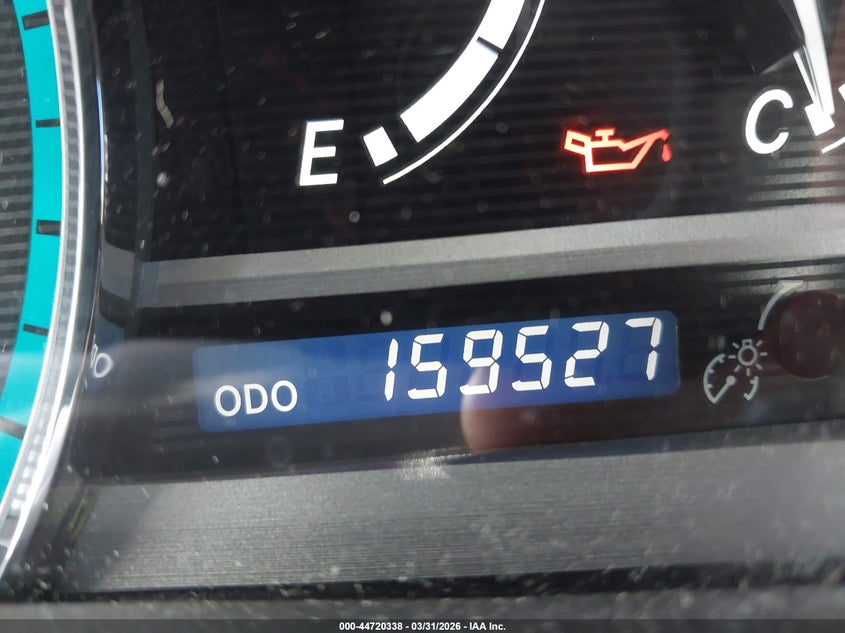 E
C
ODO 159527
000-44720338 - 03/31/2026 - IAA Inc.